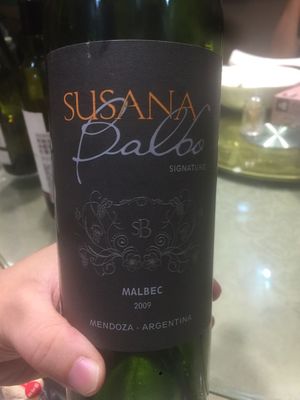 SUSANA
Balbo
SIGNATURE
SB
MALBEC
2009
MENDOZA - ARGENTINA